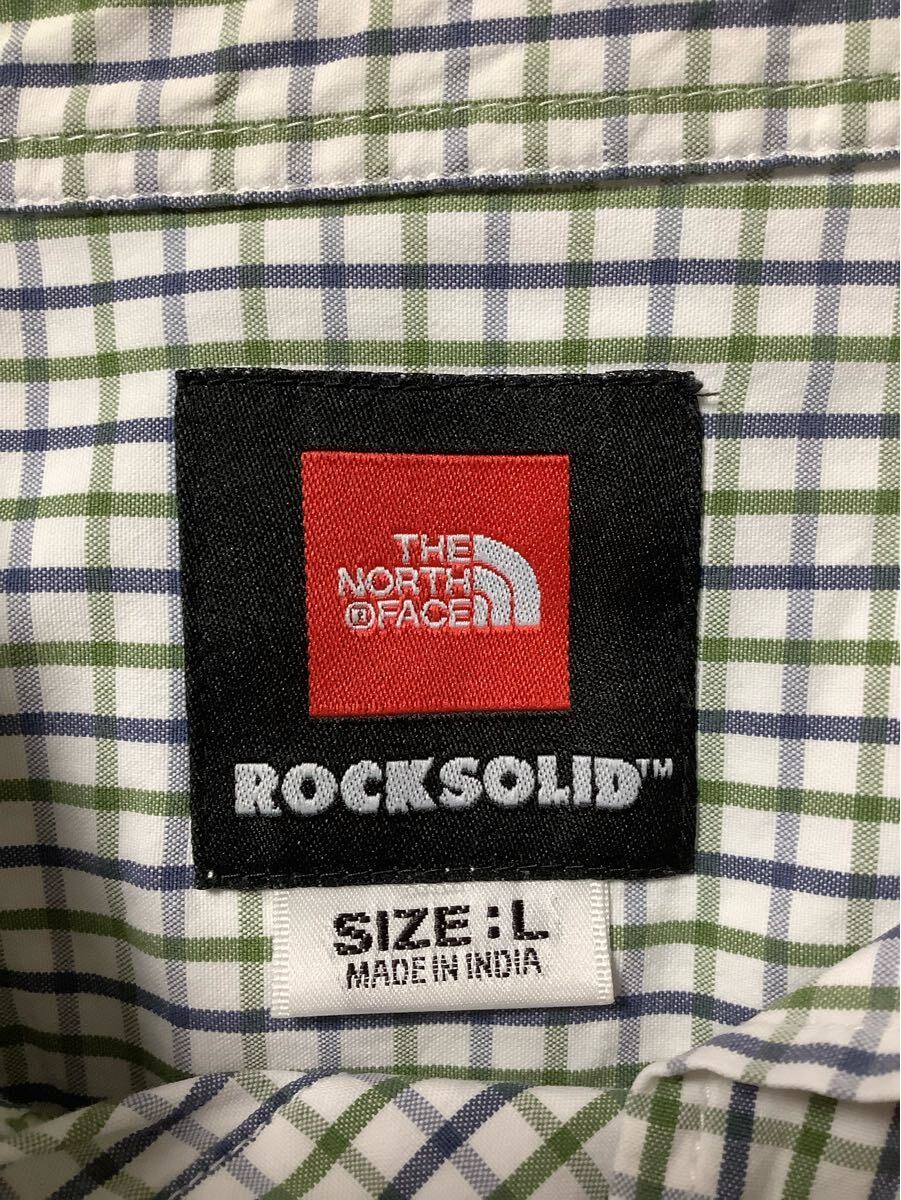 THE
NORTH
®FACE
ROCKSOLID™
SIZE:L
MADE IN INDIA